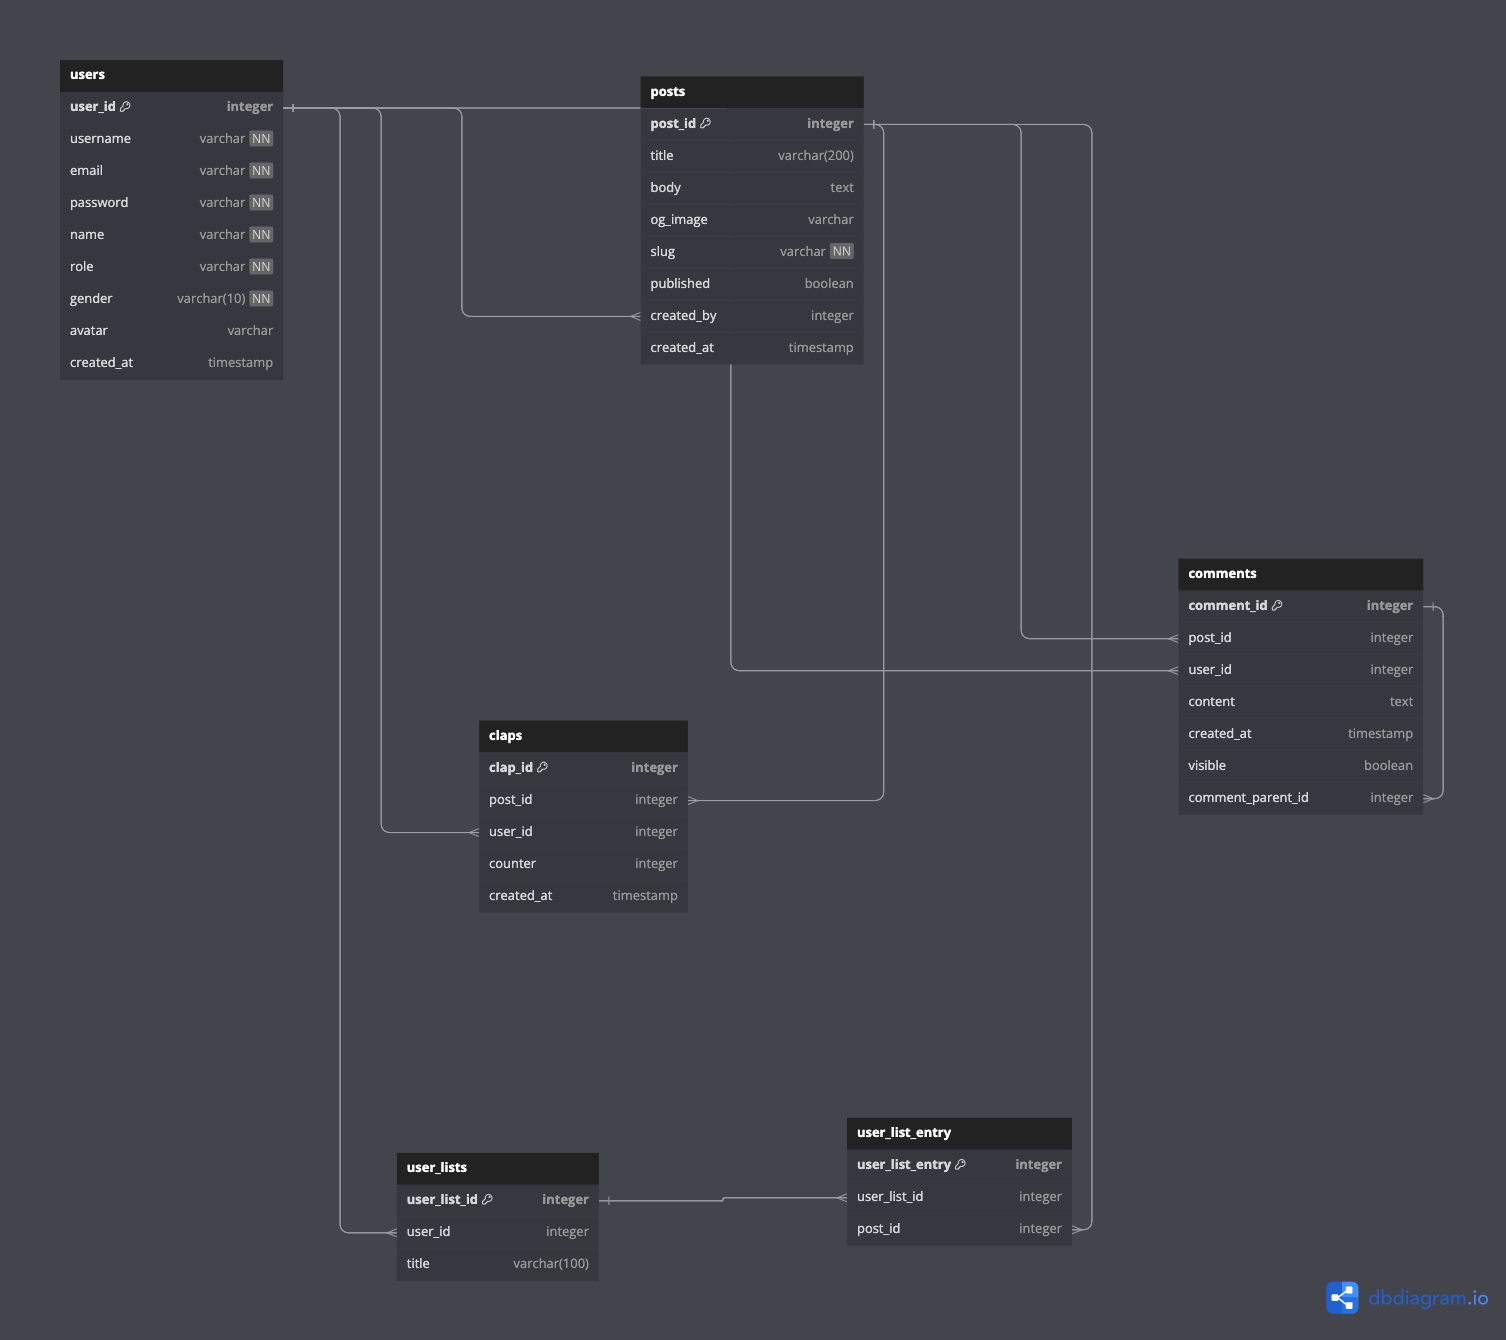 users
user_id integer
username varchar NN
email varchar NN
password varchar NN
name varchar NN
role varchar NN
gender varchar(10) NN
avatar varchar
created_at timestamp
posts
post_id integer
title varchar(200)
body text
og_image varchar
slug varchar NN
published boolean
created_by integer
created_at timestamp
comments
comment_id integer
post_id integer
user_id integer
content text
created_at timestamp
visible boolean
comment_parent_id integer
claps
clap_id integer
post_id integer
user_id integer
counter integer
created_at timestamp
user_list_entry
user_list_entry integer
user_list_id integer
post_id integer
user_lists
user_list_id integer
user_id integer
title varchar(100)
dbdiagram.io